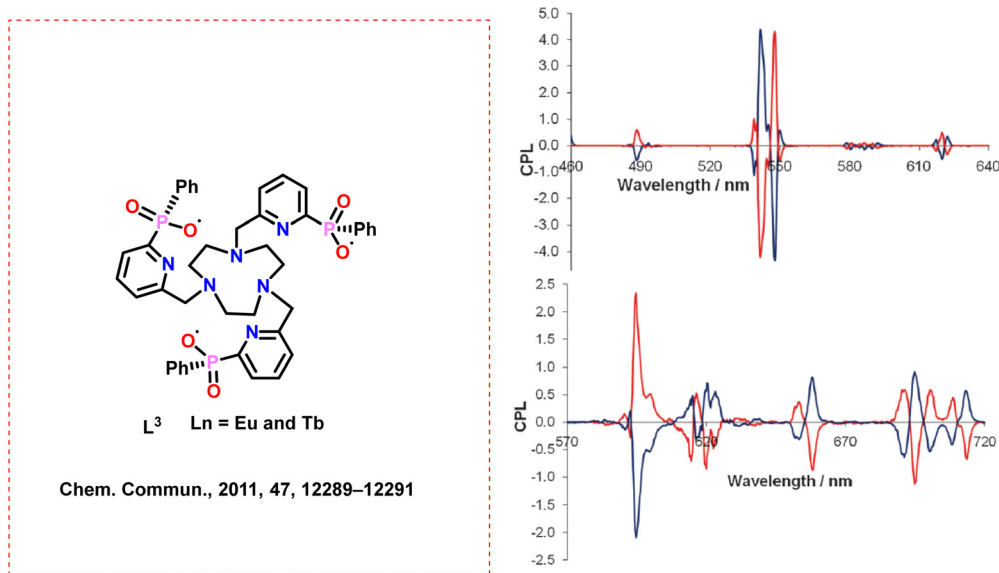 Ph
O
P
O
N
N
O
P
O
Ph
N
N
N
N
O
Ph
P
O
L³ Ln = Eu and Tb
Chem. Commun., 2011, 47, 12289–12291
5.0
4.0
3.0
2.0
1.0
0.0
-1.0
-2.0
-3.0
-4.0
CPL
460
490
520
550
580
610
640
Wavelength / nm
2.5
2.0
1.5
1.0
0.5
0.0
-0.5
-1.0
-1.5
-2.0
-2.5
CPL
570
620
670
720
Wavelength / nm